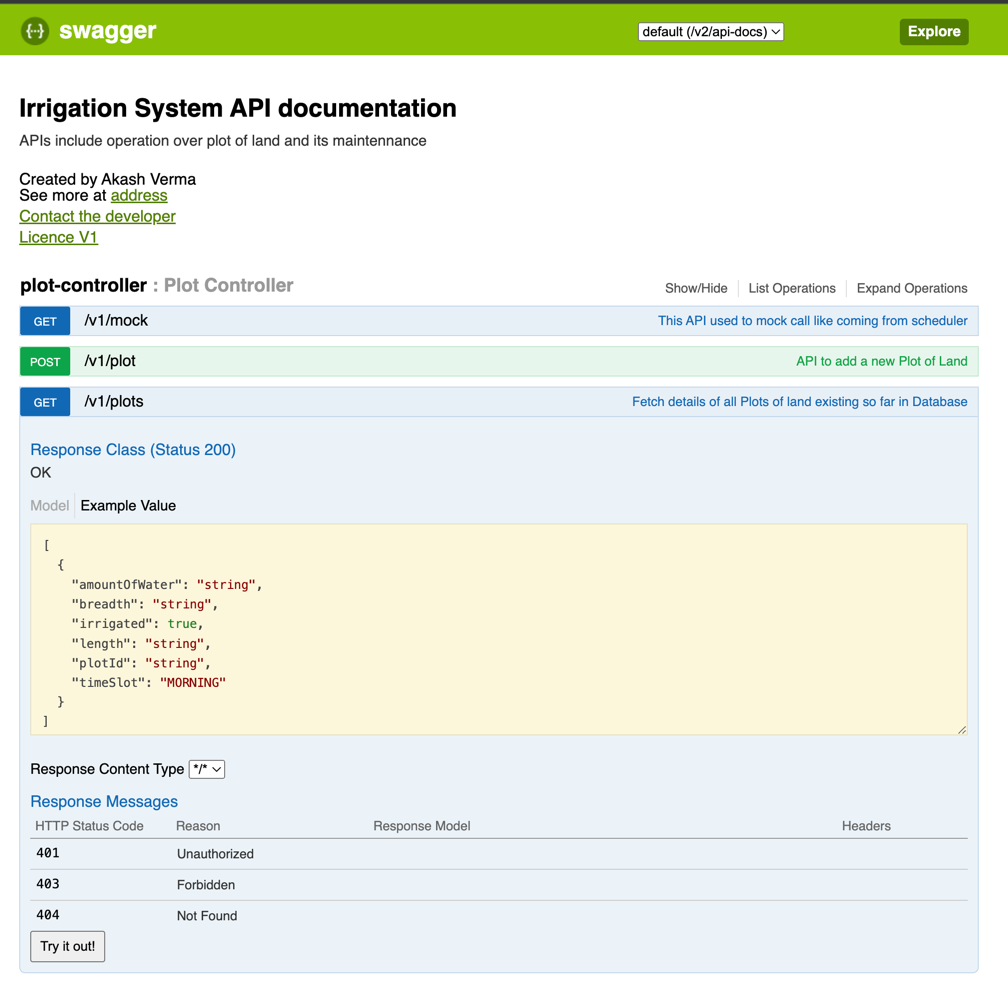 {···} swagger default (/v2/api-docs) Explore
Irrigation System API documentation
APIs include operation over plot of land and its maintennance
Created by Akash Verma
See more at address
Contact the developer
Licence V1
plot-controller : Plot Controller Show/Hide List Operations Expand Operations
GET /v1/mock This API used to mock call like coming from scheduler
POST /v1/plot API to add a new Plot of Land
GET /v1/plots Fetch details of all Plots of land existing so far in Database
Response Class (Status 200)
OK
Model Example Value
[
  {
    "amountOfWater": "string",
    "breadth": "string",
    "irrigated": true,
    "length": "string",
    "plotId": "string",
    "timeSlot": "MORNING"
  }
]
Response Content Type */*
Response Messages
HTTP Status Code Reason Response Model Headers
401 Unauthorized
403 Forbidden
404 Not Found
Try it out!